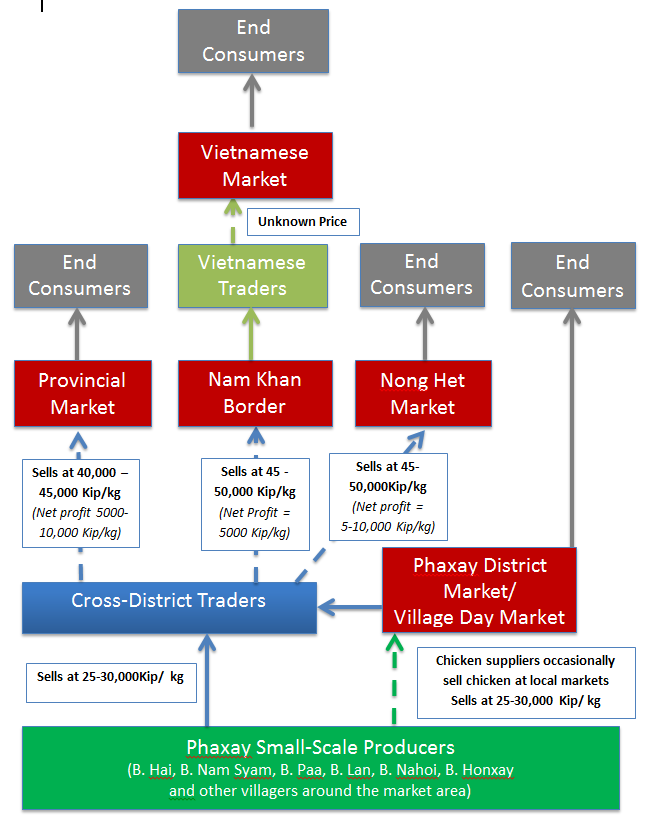 End
Consumers
Vietnamese
Market
Unknown Price
End
Consumers
Vietnamese
Traders
End
Consumers
End
Consumers
Provincial
Market
Nam Khan
Border
Nong Het
Market
Sells at 40,000 –
45,000 Kip/kg
(Net profit 5000-
10,000 Kip/kg)
Sells at 45 -
50,000 Kip/kg
(Net Profit =
5000 Kip/kg)
Sells at 45-
50,000Kip/kg
(Net profit =
5-10,000 Kip/kg)
Cross-District Traders
Phaxay District
Market/
Village Day Market
Sells at 25-30,000Kip/ kg
Chicken suppliers occasionally
sell chicken at local markets
Sells at 25-30,000 Kip/ kg
Phaxay Small-Scale Producers
(B. Hai, B. Nam Syam, B. Paa, B. Lan, B. Nahoi, B. Honxay
and other villagers around the market area)